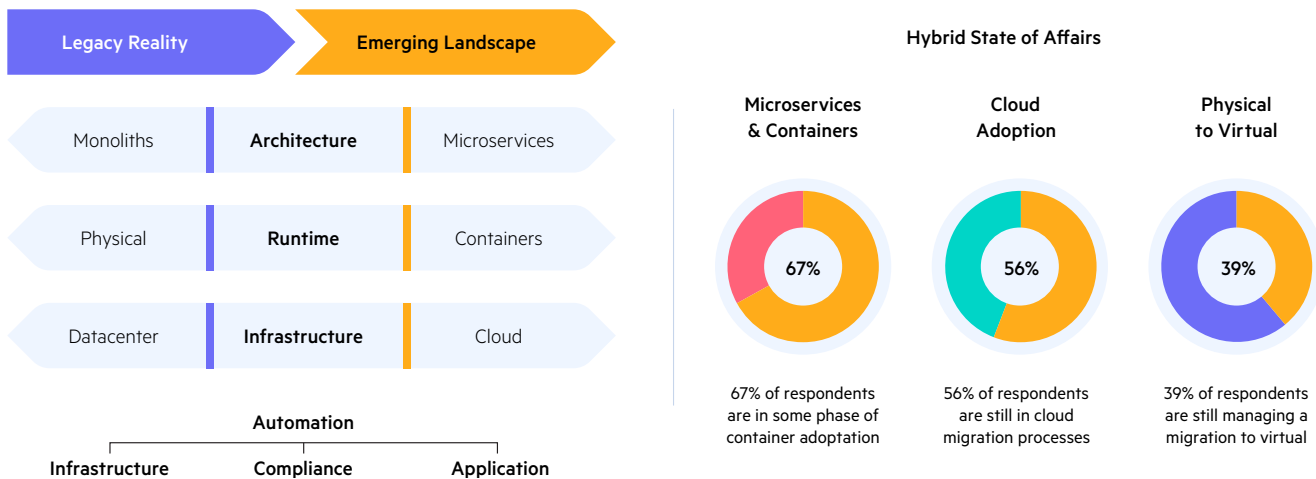 Legacy Reality
Emerging Landscape
Monoliths
Architecture
Microservices
Physical
Runtime
Containers
Datacenter
Infrastructure
Cloud
Automation
Infrastructure
Compliance
Application
Hybrid State of Affairs
Microservices
& Containers
67%
67% of respondents
are in some phase of
container adoptation
Cloud
Adoption
56%
56% of respondents
are still in cloud
migration processes
Physical
to Virtual
39%
39% of respondents
are still managing a
migration to virtual